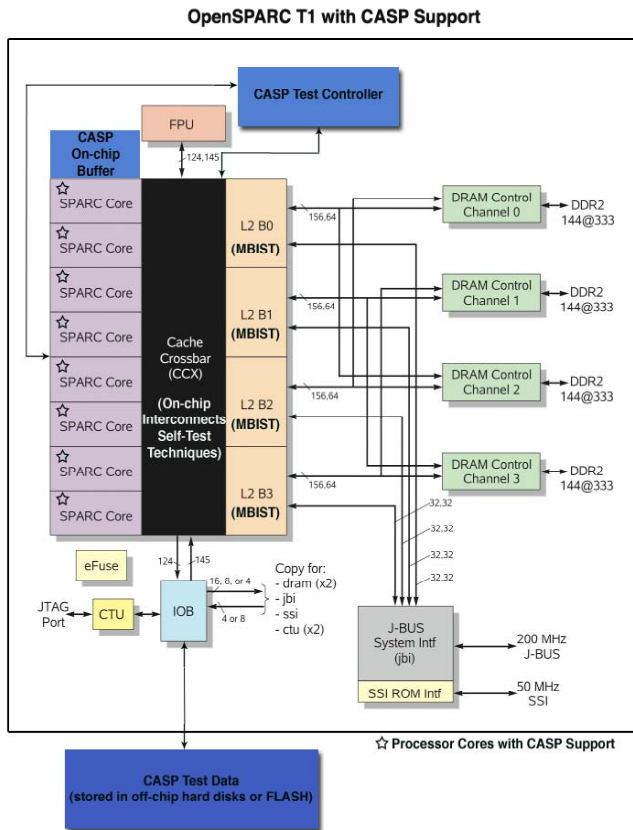 OpenSPARC T1 with CASP Support
CASP Test Controller
FPU
CASP
On-chip
Buffer
124,145
SPARC Core
SPARC Core
SPARC Core
SPARC Core
SPARC Core
SPARC Core
SPARC Core
SPARC Core
Cache
Crossbar
(CCX)
(On-chip
Interconnects
Self-Test
Techniques)
L2 B0
(MBIST)
L2 B1
(MBIST)
L2 B2
(MBIST)
L2 B3
(MBIST)
156,64
156,64
156,64
156,64
DRAM Control
Channel 0
DDR2
144@333
DRAM Control
Channel 1
DDR2
144@333
DRAM Control
Channel 2
DDR2
144@333
DRAM Control
Channel 3
DDR2
144@333
32,32
32,32
32,32
32,32
124
145
eFuse
JTAG
Port
CTU
IOB
16, 8, or 4
4 or 8
Copy for:
- dram (x2)
- jbi
- ssi
- ctu (x2)
J-BUS
System Intf
(jbi)
SSI ROM Intf
200 MHz
J-BUS
50 MHz
SSI
☆ Processor Cores with CASP Support
CASP Test Data
(stored in off-chip hard disks or FLASH)